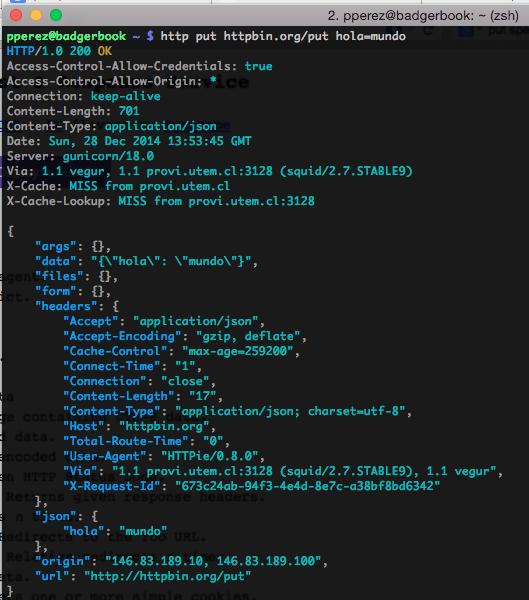 2. pperez@badgerbook: ~ (zsh)
pperez@badgerbook ~ $ http put httpbin.org/put hola=mundo
HTTP/1.0 200 OK
Access-Control-Allow-Credentials: true
Access-Control-Allow-Origin: *
Connection: keep-alive
Content-Length: 701
Content-Type: application/json
Date: Sun, 28 Dec 2014 13:53:45 GMT
Server: gunicorn/18.0
Via: 1.1 vegur, 1.1 provi.utem.cl:3128 (squid/2.7.STABLE9)
X-Cache: MISS from provi.utem.cl
X-Cache-Lookup: MISS from provi.utem.cl:3128
{
    "args": {},
    "data": "{\"hola\": \"mundo\"}",
    "files": {},
    "form": {},
    "headers": {
        "Accept": "application/json",
        "Accept-Encoding": "gzip, deflate",
        "Cache-Control": "max-age=259200",
        "Connect-Time": "1",
        "Connection": "close",
        "Content-Length": "17",
        "Content-Type": "application/json; charset=utf-8",
        "Host": "httpbin.org",
        "Total-Route-Time": "0",
        "User-Agent": "HTTPie/0.8.0",
        "Via": "1.1 provi.utem.cl:3128 (squid/2.7.STABLE9), 1.1 vegur",
        "X-Request-Id": "673c24ab-94f3-4e4d-8e7c-a38bf8bd6342"
    },
    "json": {
        "hola": "mundo"
    },
    "origin": "146.83.189.10, 146.83.189.100",
    "url": "http://httpbin.org/put"
}